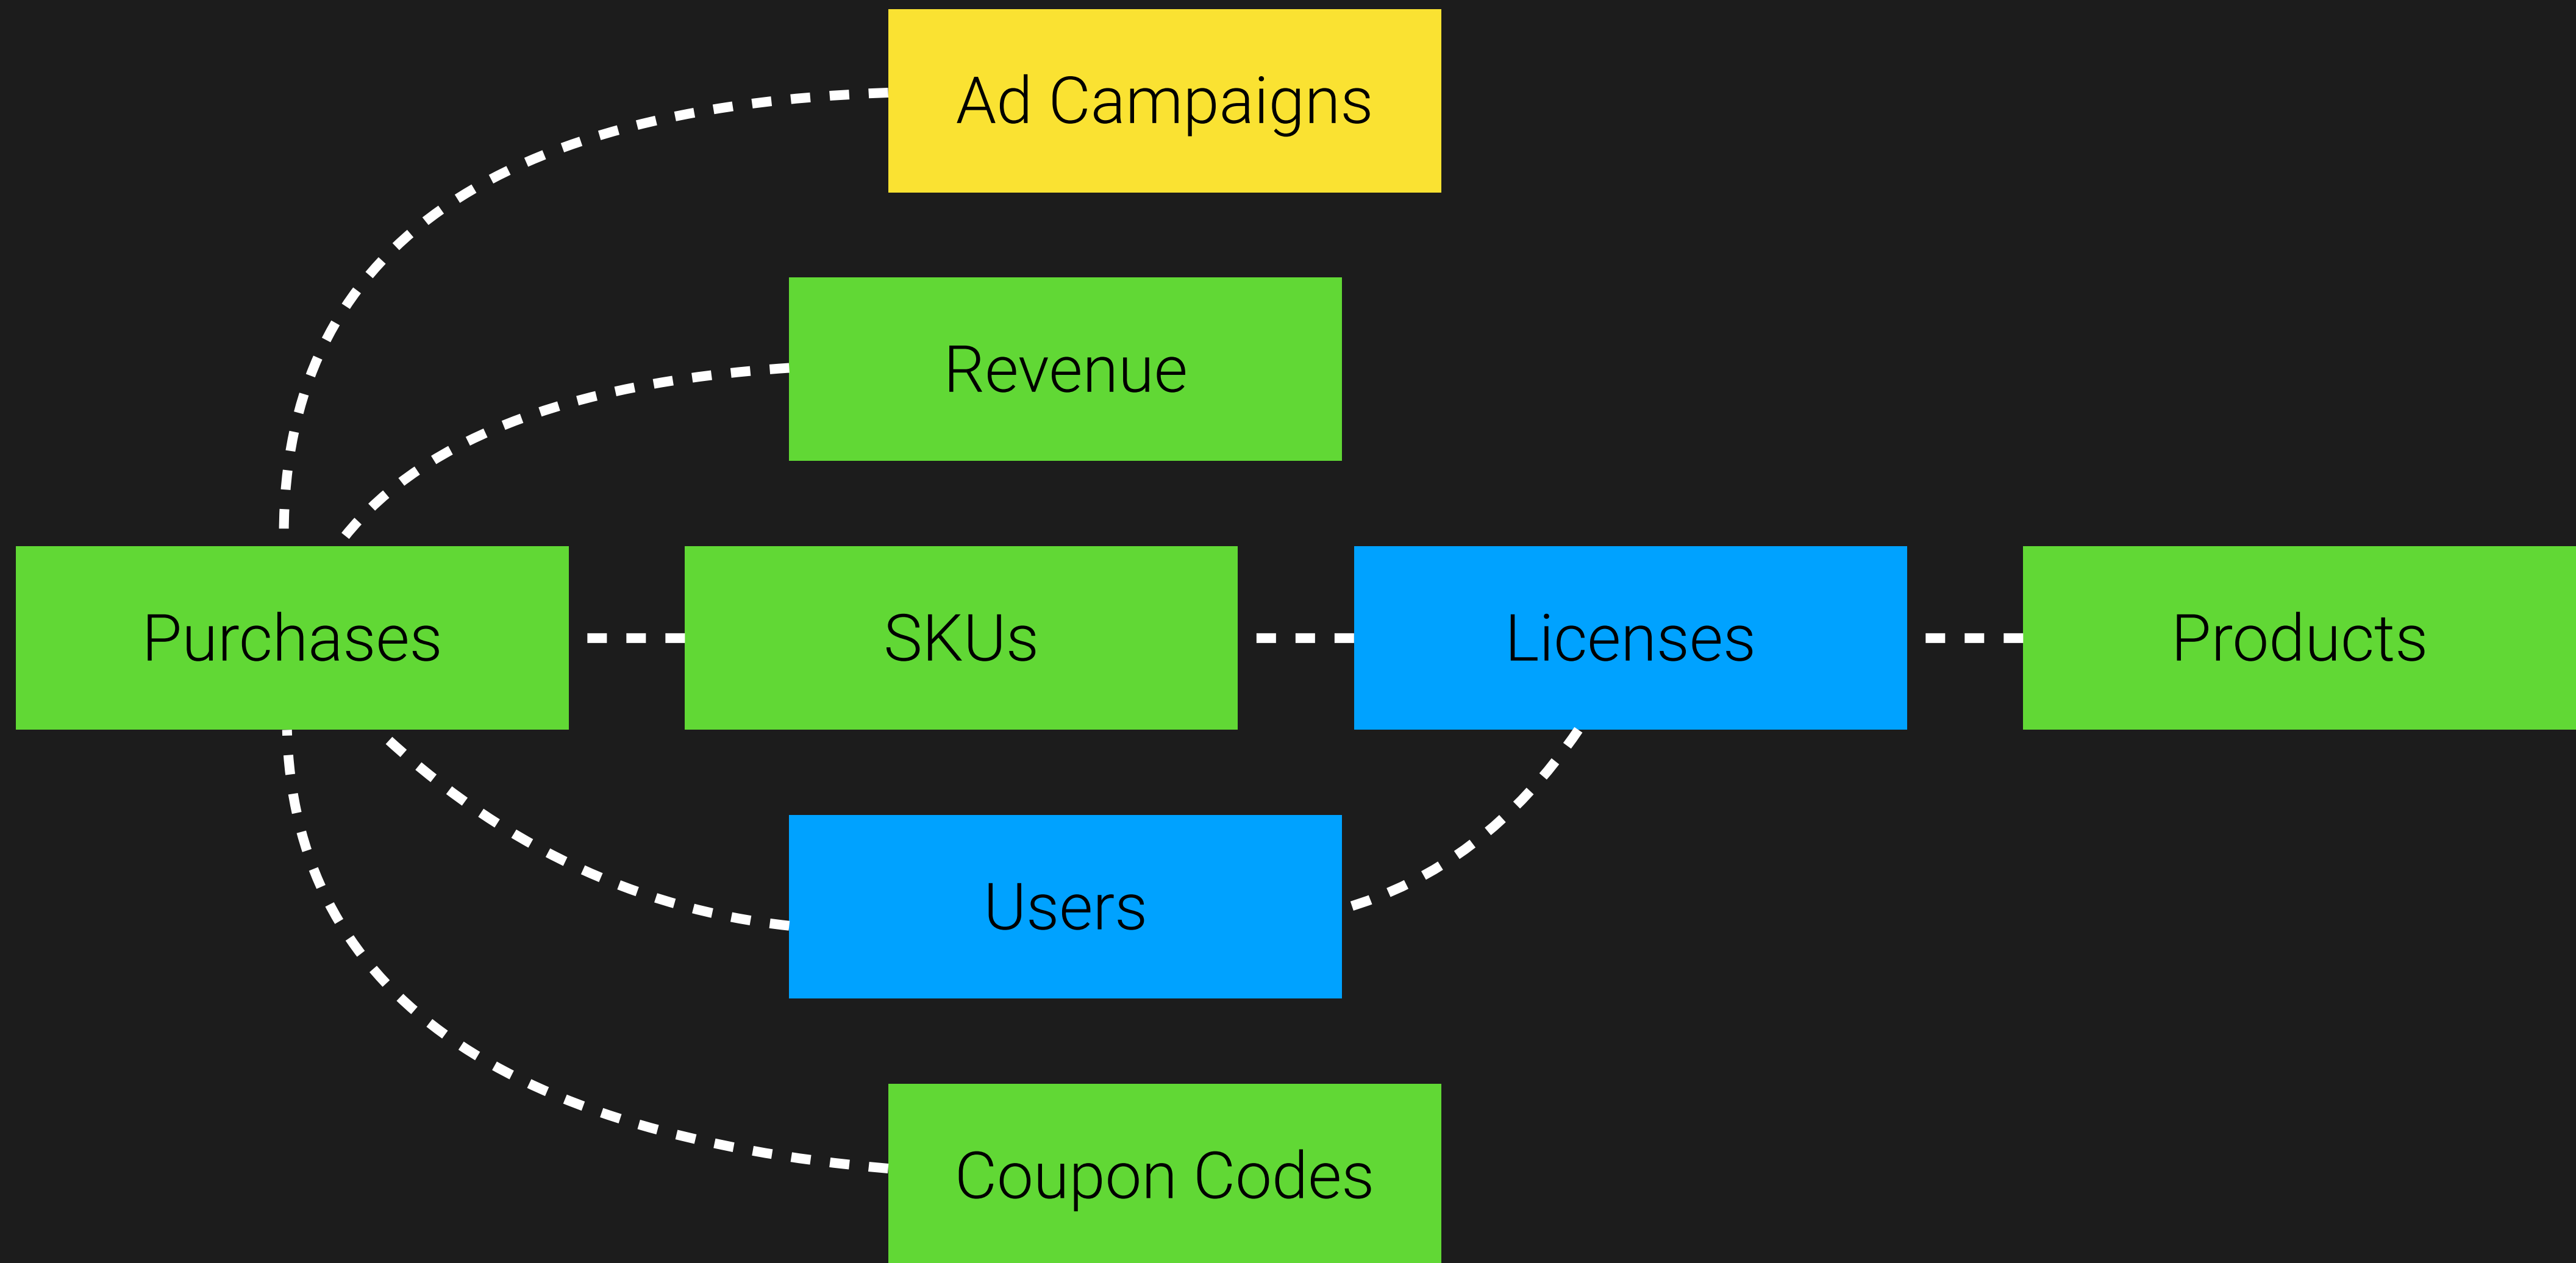 Ad Campaigns
Revenue
Purchases
SKUs
Licenses
Products
Users
Coupon Codes